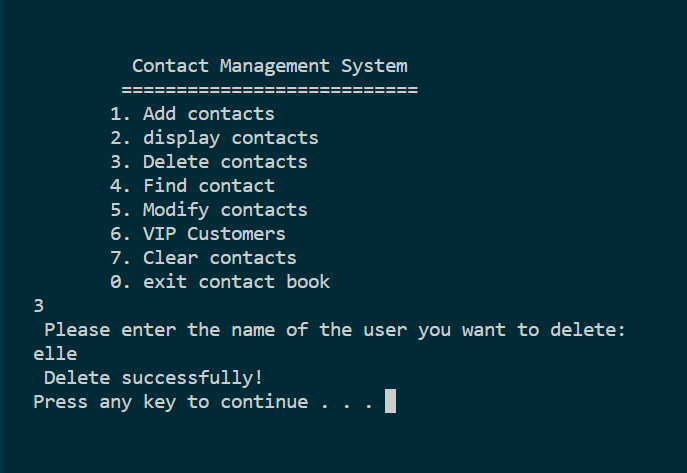 Contact Management System
===========================
1. Add contacts
2. display contacts
3. Delete contacts
4. Find contact
5. Modify contacts
6. VIP Customers
7. Clear contacts
0. exit contact book
3
Please enter the name of the user you want to delete:
elle
Delete successfully!
Press any key to continue . . .